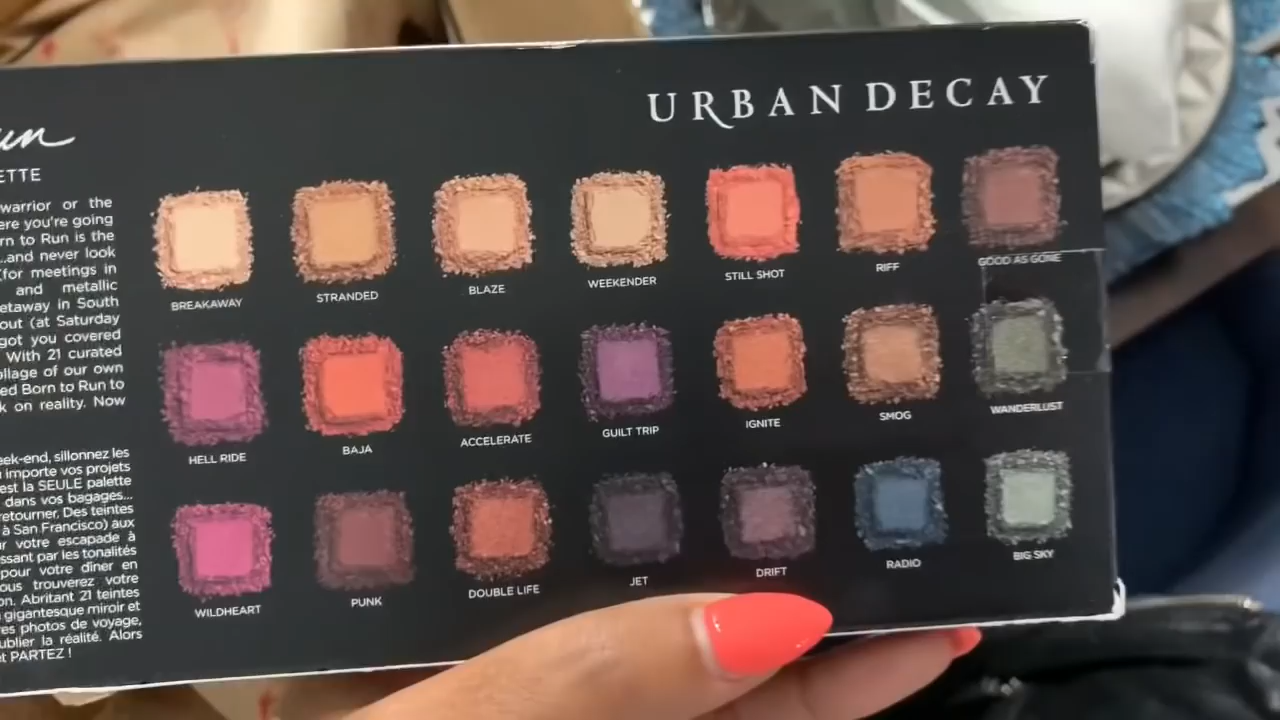 un
ETTE
URBAN DECAY
warrior or the
ere you're going
rn to Run is the
...and never look
(for meetings in
and metallic
etaway in South
out (at Saturday
got you covered
With 21 curated
ollage of our own
ed Born to Run to
k on reality. Now
eek-end, sillonnez les
importe vos projets
est la SEULE palette
dans vos bagages...
retourner. Des teintes
à San Francisco) aux
ur votre escapade à
ssant par les tonalités
pour votre dîner en
ous trouverez votre
on. Abritant 21 teintes
gigantesque miroir et
res photos de voyage,
ublier la réalité. Alors
et PARTEZ !
BREAKAWAY STRANDED BLAZE WEEKENDER STILL SHOT RIFF GOOD AS GONE
HELL RIDE BAJA ACCELERATE GUILT TRIP IGNITE SMOG WANDERLUST
WILDHEART PUNK DOUBLE LIFE JET DRIFT RADIO BIG SKY